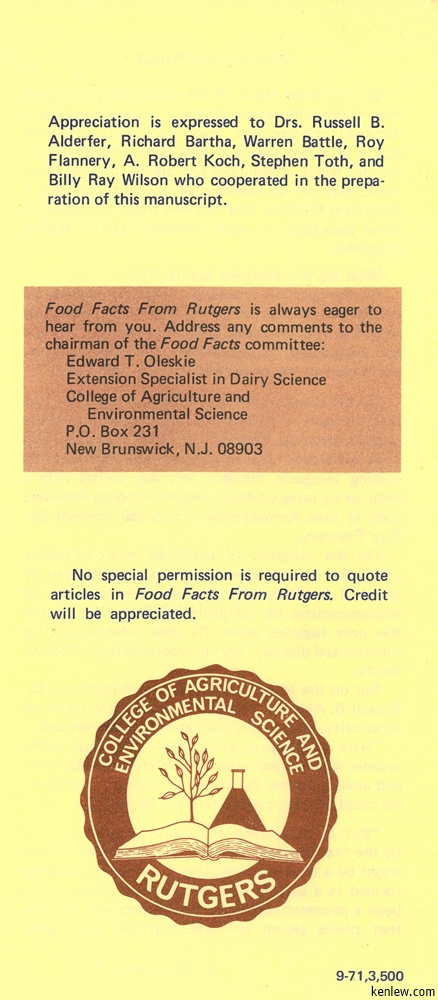 Appreciation is expressed to Drs. Russell B.
Alderfer, Richard Bartha, Warren Battle, Roy
Flannery, A. Robert Koch, Stephen Toth, and
Billy Ray Wilson who cooperated in the prepa-
ration of this manuscript.
Food Facts From Rutgers is always eager to
hear from you. Address any comments to the
chairman of the Food Facts committee:
Edward T. Oleskie
Extension Specialist in Dairy Science
College of Agriculture and
Environmental Science
P.O. Box 231
New Brunswick, N.J. 08903
No special permission is required to quote
articles in Food Facts From Rutgers. Credit
will be appreciated.
COLLEGE OF AGRICULTURE AND
ENVIRONMENTAL SCIENCE
RUTGERS
9-71,3,500
kenlew.com